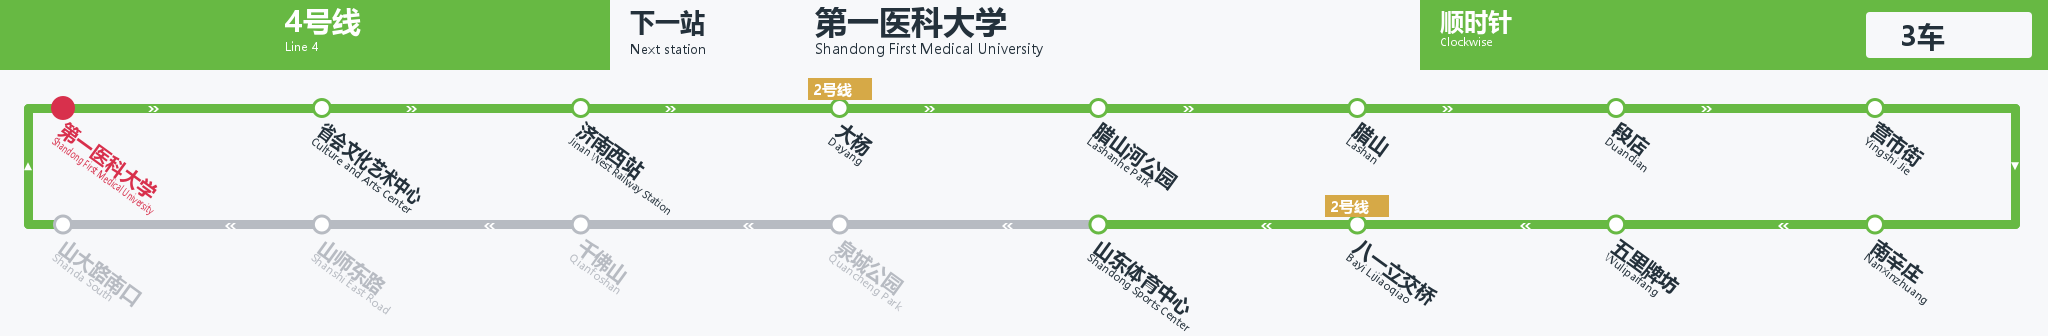 4号线
Line 4
下一站
Next station
第一医科大学
Shandong First Medical University
顺时针
Clockwise
3车
2号线
第一医科大学
Shandong First Medical University
省会文化艺术中心
Culture and Arts Center
济南西站
Jinan West Railway Station
大杨
Dayang
腊山河公园
Lashanhe Park
腊山
Lashan
段店
Duandian
营市街
Yingshi Jie
2号线
山大路南口
Shanda South
山师东路
Shanshi East Road
千佛山
Qianfoshan
泉城公园
Quancheng Park
山东体育中心
Shandong Sports Center
八一立交桥
Bayi Lijiaoqiao
五里牌坊
Wulipaifang
南辛庄
Nanxinzhuang